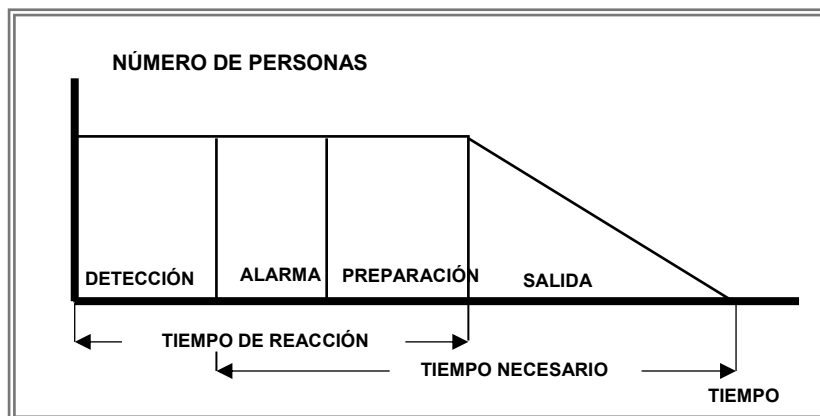 NÚMERO DE PERSONAS
DETECCIÓN
ALARMA
PREPARACIÓN
SALIDA
TIEMPO DE REACCIÓN
TIEMPO NECESARIO
TIEMPO